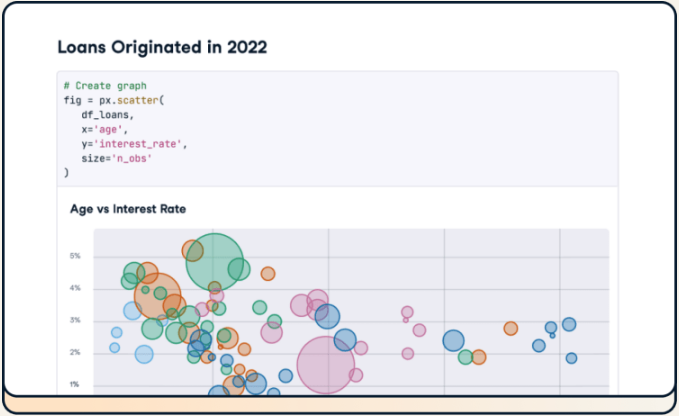 Loans Originated in 2022
# Create graph
fig = px.scatter(
df_loans,
x='age',
y='interest_rate',
size='n_obs'
)
Age vs Interest Rate
5%
4%
3%
2%
1%